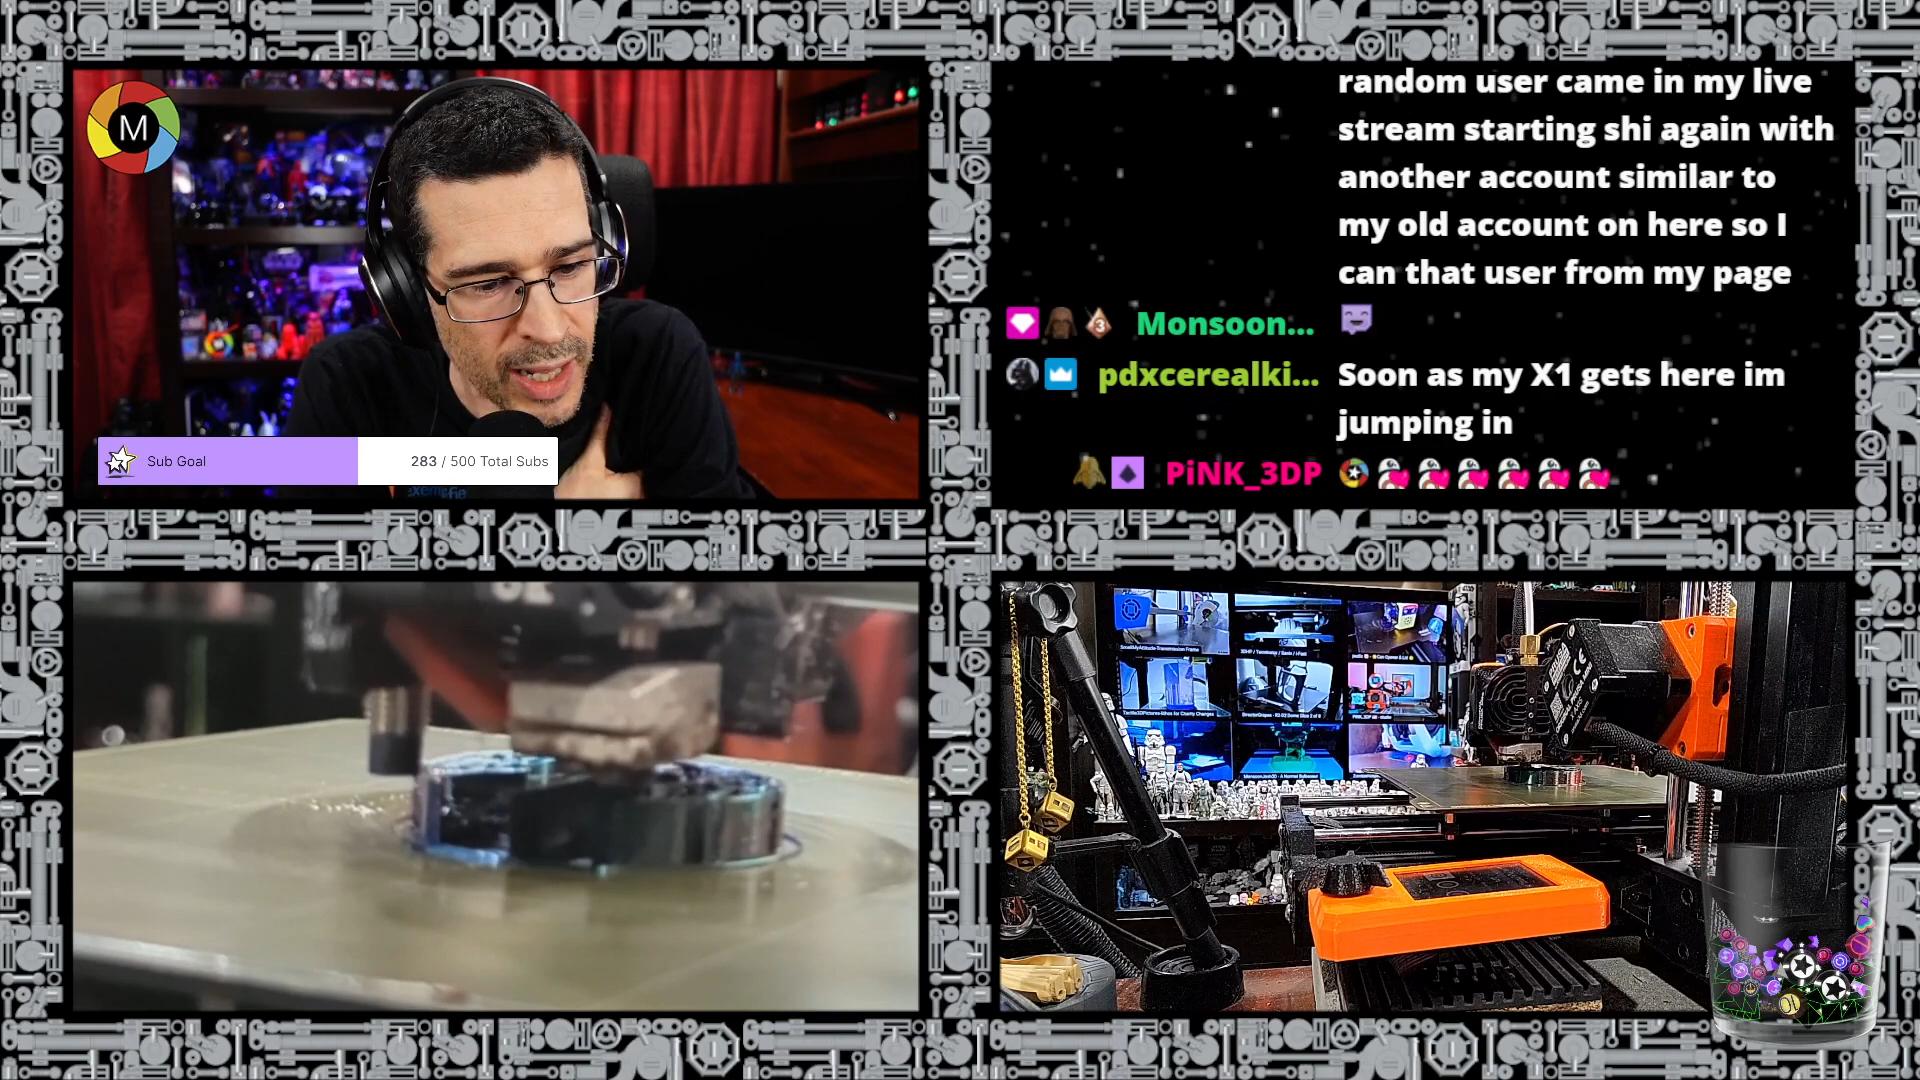 M
Sub Goal
283 / 500 Total Subs
random user came in my live
stream starting shi again with
another account similar to
my old account on here so I
can that user from my page
3
Monsoon...
pdxcerealki... Soon as my X1 gets here im
jumping in
PiNK_3DP